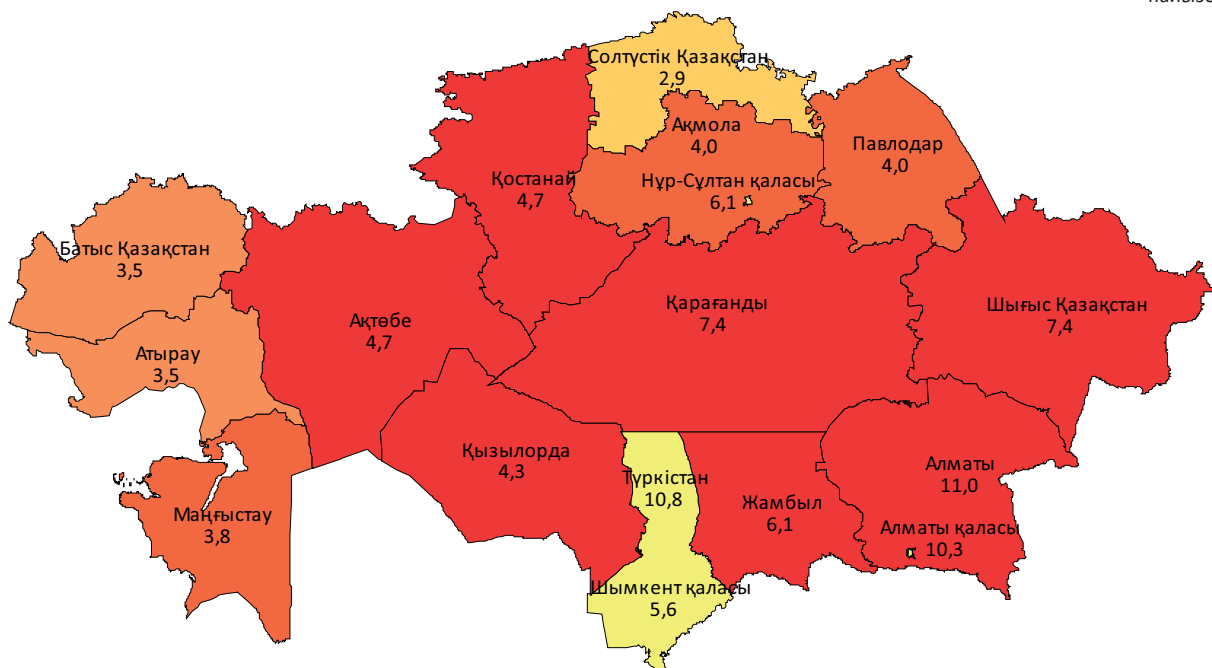 Солтүстік Қазақстан
2,9
Ақмола
4,0
Павлодар
4,0
Қостанай
4,7
Нұр-Сұлтан қаласы
6,1
Батыс Қазақстан
3,5
Қарағанды
7,4
Шығыс Қазақстан
7,4
Ақтөбе
4,7
Атырау
3,5
Қызылорда
4,3
Түркістан
10,8
Алматы
11,0
Жамбыл
6,1
Маңғыстау
3,8
Алматы қаласы
10,3
Шымкент қаласы
5,6